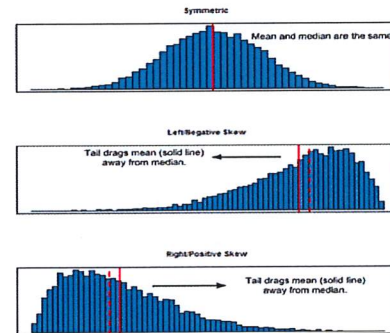 Symmetric
Mean and median are the same
Left/Negative Skew
Tail drags mean (solid line)
away from median.
Right/Positive Skew
Tail drags mean (solid line)
away from median.